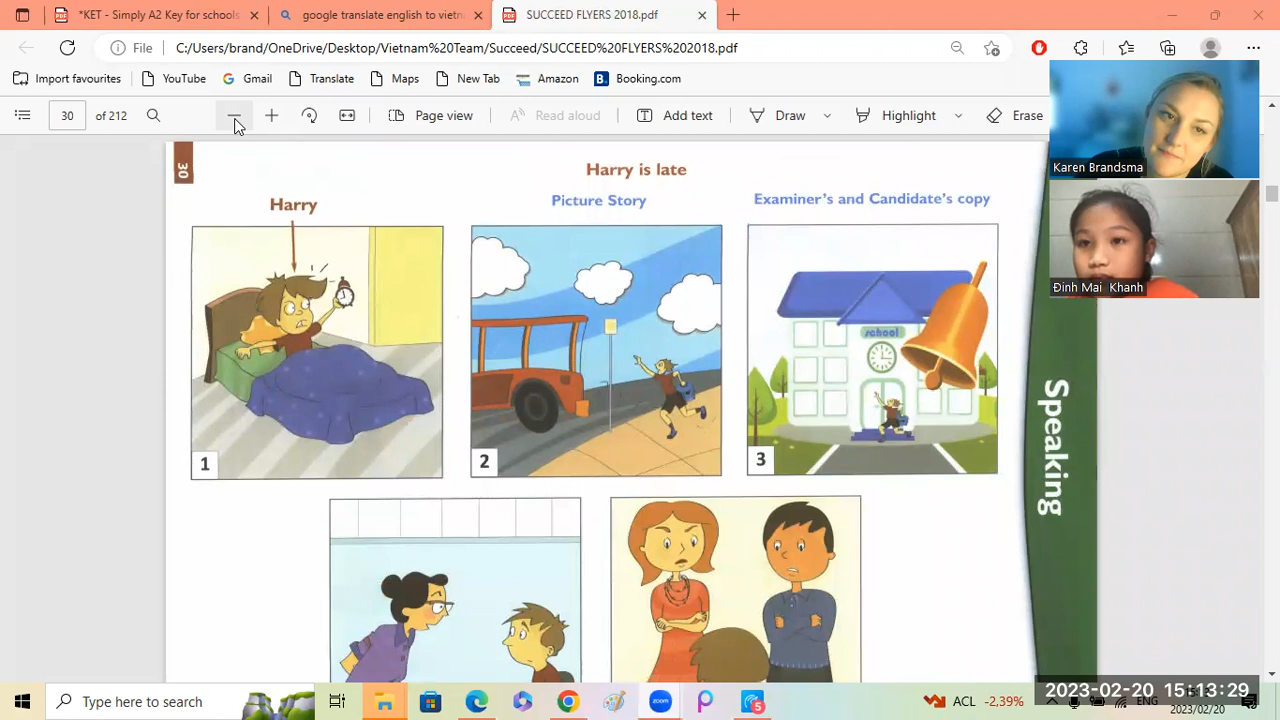 "KET - Simply A2 Key for schools
google translate english to vietn
SUCCEED FLYERS 2018.pdf
File
C:/Users/brand/OneDrive/Desktop/Vietnam%20Team/Succeed/SUCCEED%20FLYERS%202018.pdf
Import favourites
YouTube
Gmail
Translate
Maps
New Tab
Amazon
B. Booking.com
30 of 212
Page view
Read aloud
Add text
Draw
Highlight
Erase
Karen Brandsma
Đinh Mai Khanh
30
Harry is late
Harry
Picture Story
Examiner's and Candidate's copy
school
1
2
3
Speaking
Type here to search
zoom
5
ACL -2,39%
ENG
2023-02-20 15:13:29
2023/02/20